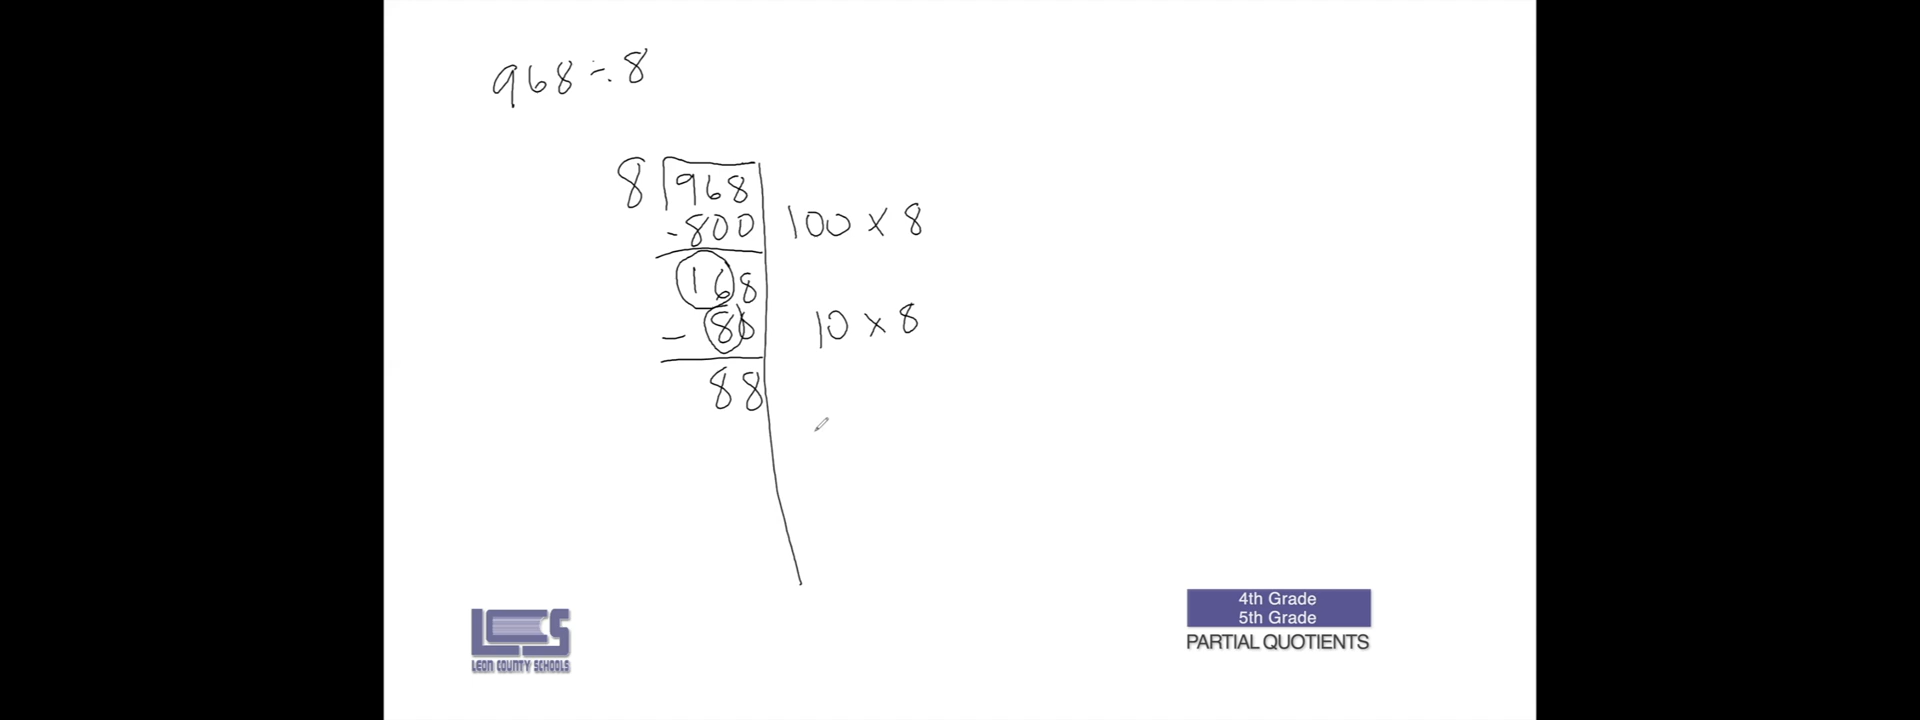 968 ÷ 8
8 968
-800 100 x 8
168
- 80 10 x 8
88
4th Grade
5th Grade
PARTIAL QUOTIENTS
LCS
LEON COUNTY SCHOOLS